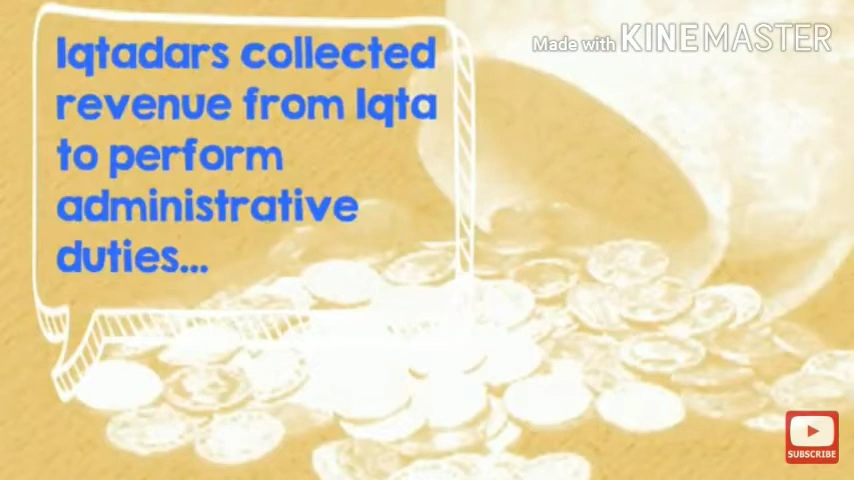 Made with KINEMASTER
Iqtadars collected
revenue from Iqta
to perform
administrative
duties...
SUBSCRIBE